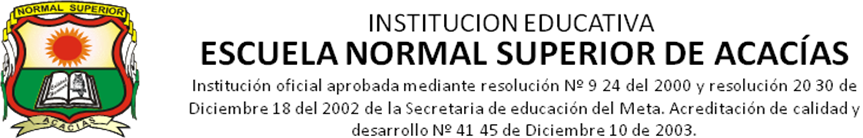 NORMAL SUPERIOR
ACACÍAS
INSTITUCION EDUCATIVA
ESCUELA NORMAL SUPERIOR DE ACACÍAS
Institución oficial aprobada mediante resolución Nº 9 24 del 2000 y resolución 20 30 de
Diciembre 18 del 2002 de la Secretaria de educación del Meta. Acreditación de calidad y
desarrollo Nº 41 45 de Diciembre 10 de 2003.